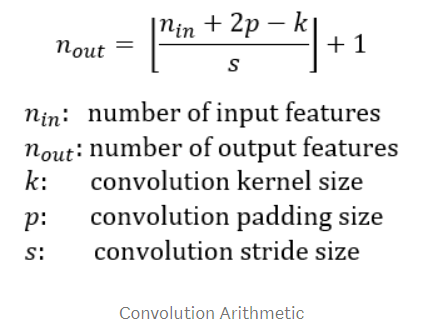 n_out = ⌊(n_in + 2p − k) / s⌋ + 1
n_in: number of input features
n_out: number of output features
k: convolution kernel size
p: convolution padding size
s: convolution stride size
Convolution Arithmetic